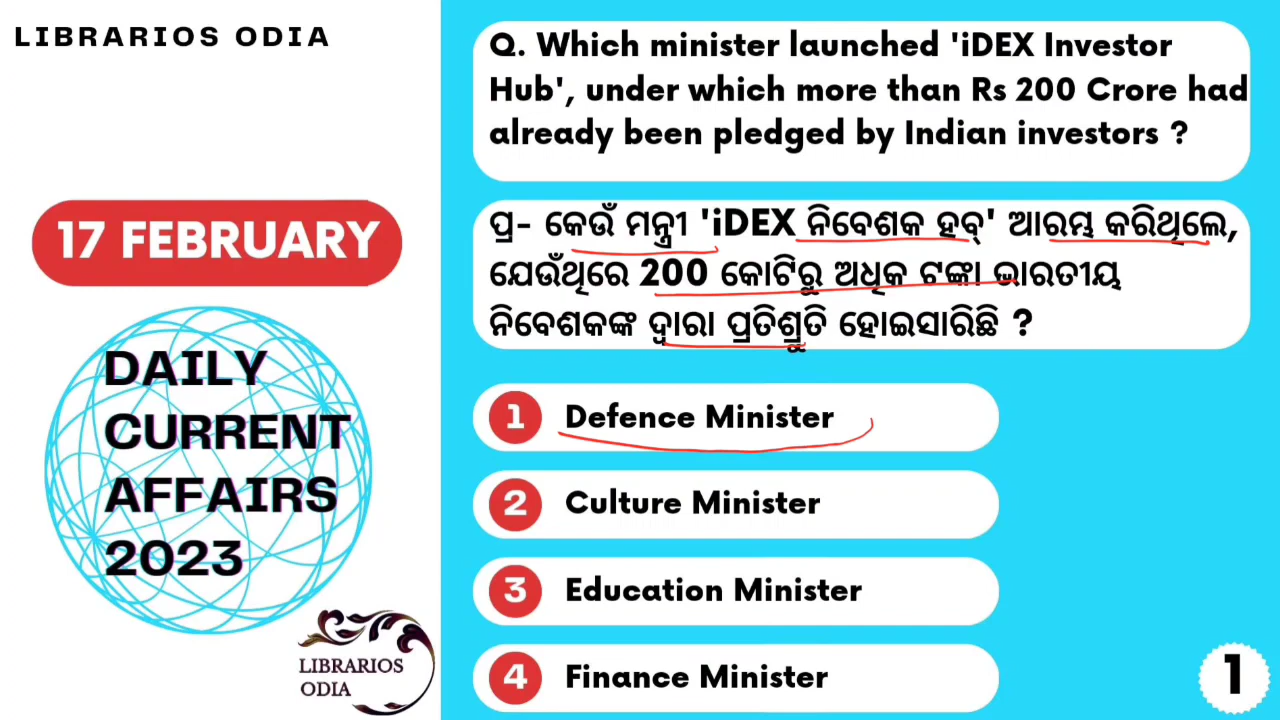 LIBRARIOS ODIA
17 FEBRUARY
DAILY
CURRENT
AFFAIRS
2023
LIBRARIOS
ODIA
Q. Which minister launched 'iDEX Investor
Hub', under which more than Rs 200 Crore had
already been pledged by Indian investors ?
ପ୍ର- କେଉଁ ମନ୍ତ୍ରୀ 'iDEX ନିବେଶକ ହବ୍' ଆରମ୍ଭ କରିଥିଲେ,
ଯେଉଁଥିରେ 200 କୋଟିରୁ ଅଧିକ ଟଙ୍କା ଭାରତୀୟ
ନିବେଶକଙ୍କ ଦ୍ୱାରା ପ୍ରତିଶ୍ରୁତି ହୋଇସାରିଛି ?
1 Defence Minister
2 Culture Minister
3 Education Minister
4 Finance Minister
1